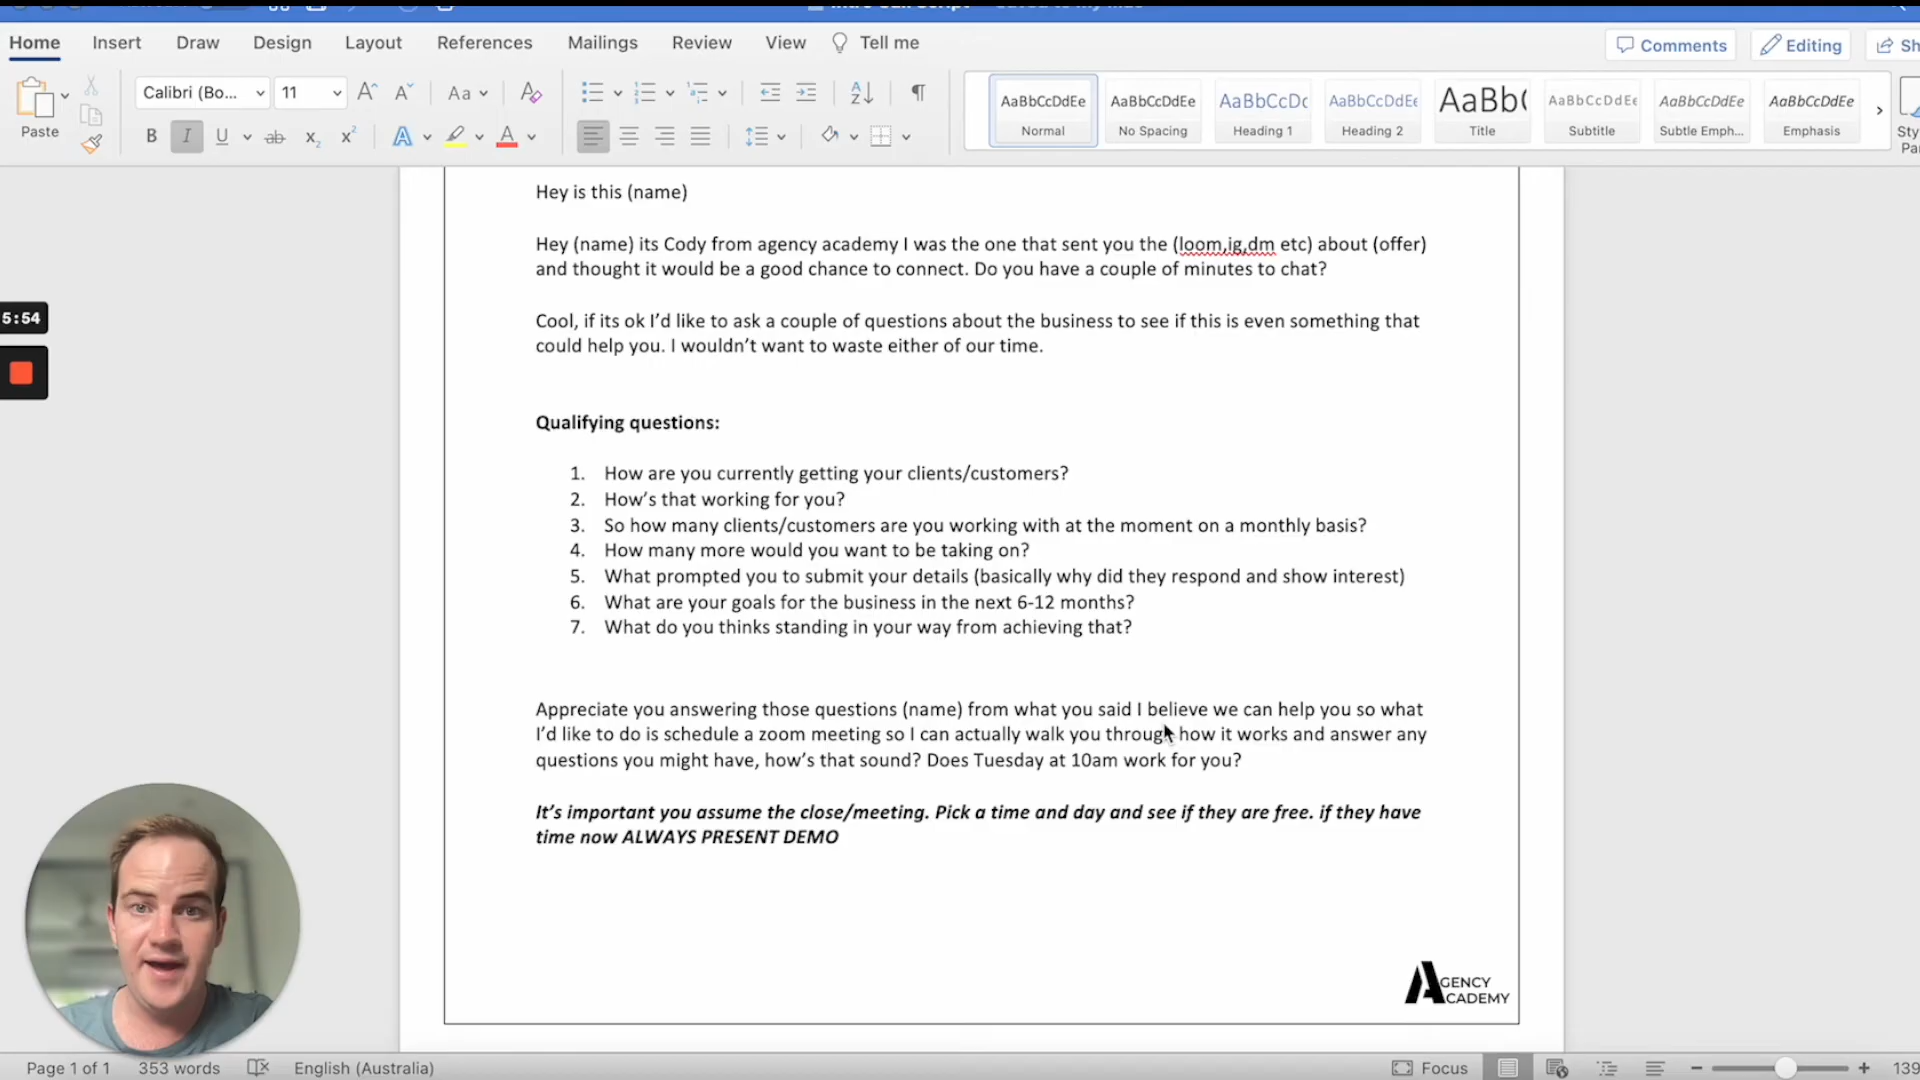 Home Insert Draw Design Layout References Mailings Review View Tell me Comments Editing Sh
Calibri (Bo... 11 Aa
Paste B I U ab x₂ x² A A
AaBbCcDdEe AaBbCcDdEe AaBbCcDc AaBbCcDdEe AaBb( AaBbCcDdEe AaBbCcDdEe AaBbCcDdEe
Normal No Spacing Heading 1 Heading 2 Title Subtitle Subtle Emph... Emphasis
Hey is this (name)
Hey (name) its Cody from agency academy I was the one that sent you the (loom,ig,dm etc) about (offer)
and thought it would be a good chance to connect. Do you have a couple of minutes to chat?
5:54
Cool, if its ok I’d like to ask a couple of questions about the business to see if this is even something that
could help you. I wouldn’t want to waste either of our time.
Qualifying questions:
1. How are you currently getting your clients/customers?
2. How’s that working for you?
3. So how many clients/customers are you working with at the moment on a monthly basis?
4. How many more would you want to be taking on?
5. What prompted you to submit your details (basically why did they respond and show interest)
6. What are your goals for the business in the next 6-12 months?
7. What do you thinks standing in your way from achieving that?
Appreciate you answering those questions (name) from what you said I believe we can help you so what
I’d like to do is schedule a zoom meeting so I can actually walk you through how it works and answer any
questions you might have, how’s that sound? Does Tuesday at 10am work for you?
It’s important you assume the close/meeting. Pick a time and day and see if they are free. if they have
time now ALWAYS PRESENT DEMO
AGENCY
ACADEMY
Page 1 of 1 353 words English (Australia) Focus 139